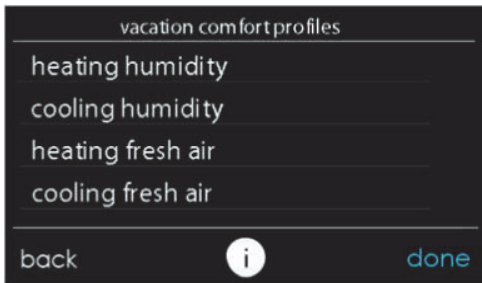 vacation comfort profiles
heating humidity
cooling humidity
heating fresh air
cooling fresh air
back i done